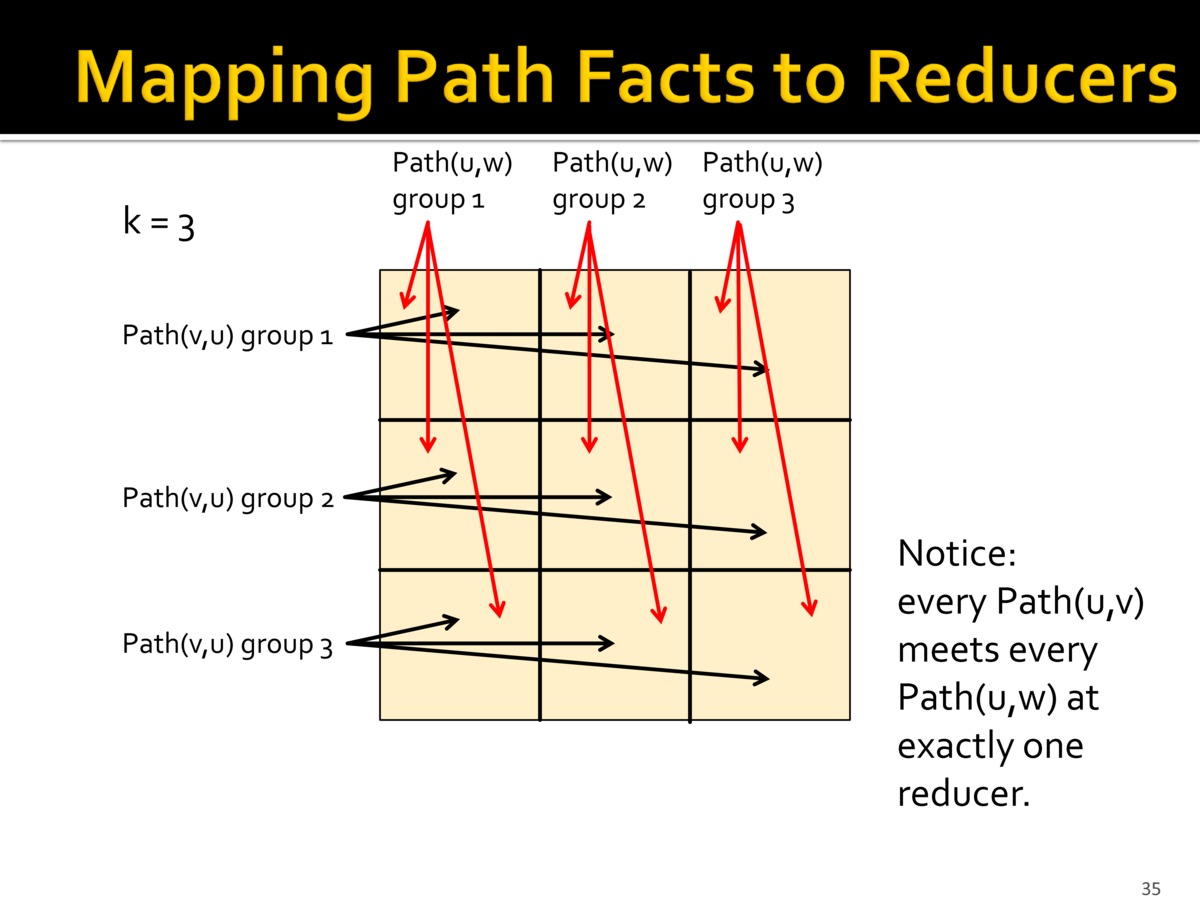 Mapping Path Facts to Reducers
Path(u,w)
group 1
Path(u,w)
group 2
Path(u,w)
group 3
k = 3
Path(v,u) group 1
Path(v,u) group 2
Path(v,u) group 3
Notice:
every Path(u,v)
meets every
Path(u,w) at
exactly one
reducer.
35